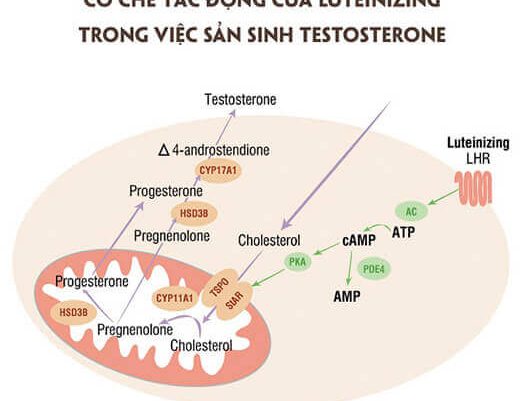 CƠ CHẾ TÁC ĐỘNG CỦA LUTEINIZING
TRONG VIỆC SẢN SINH TESTOSTERONE
Testosterone
Δ 4-androstendione
CYP17A1
Luteinizing
LHR
Progesterone
HSD3B
AC
Pregnenolone
Cholesterol
cAMP
ATP
PKA
PDE4
AMP
Progesterone
TSPO
SIAR
CYP11A1
HSD3B
Pregnenolone
Cholesterol